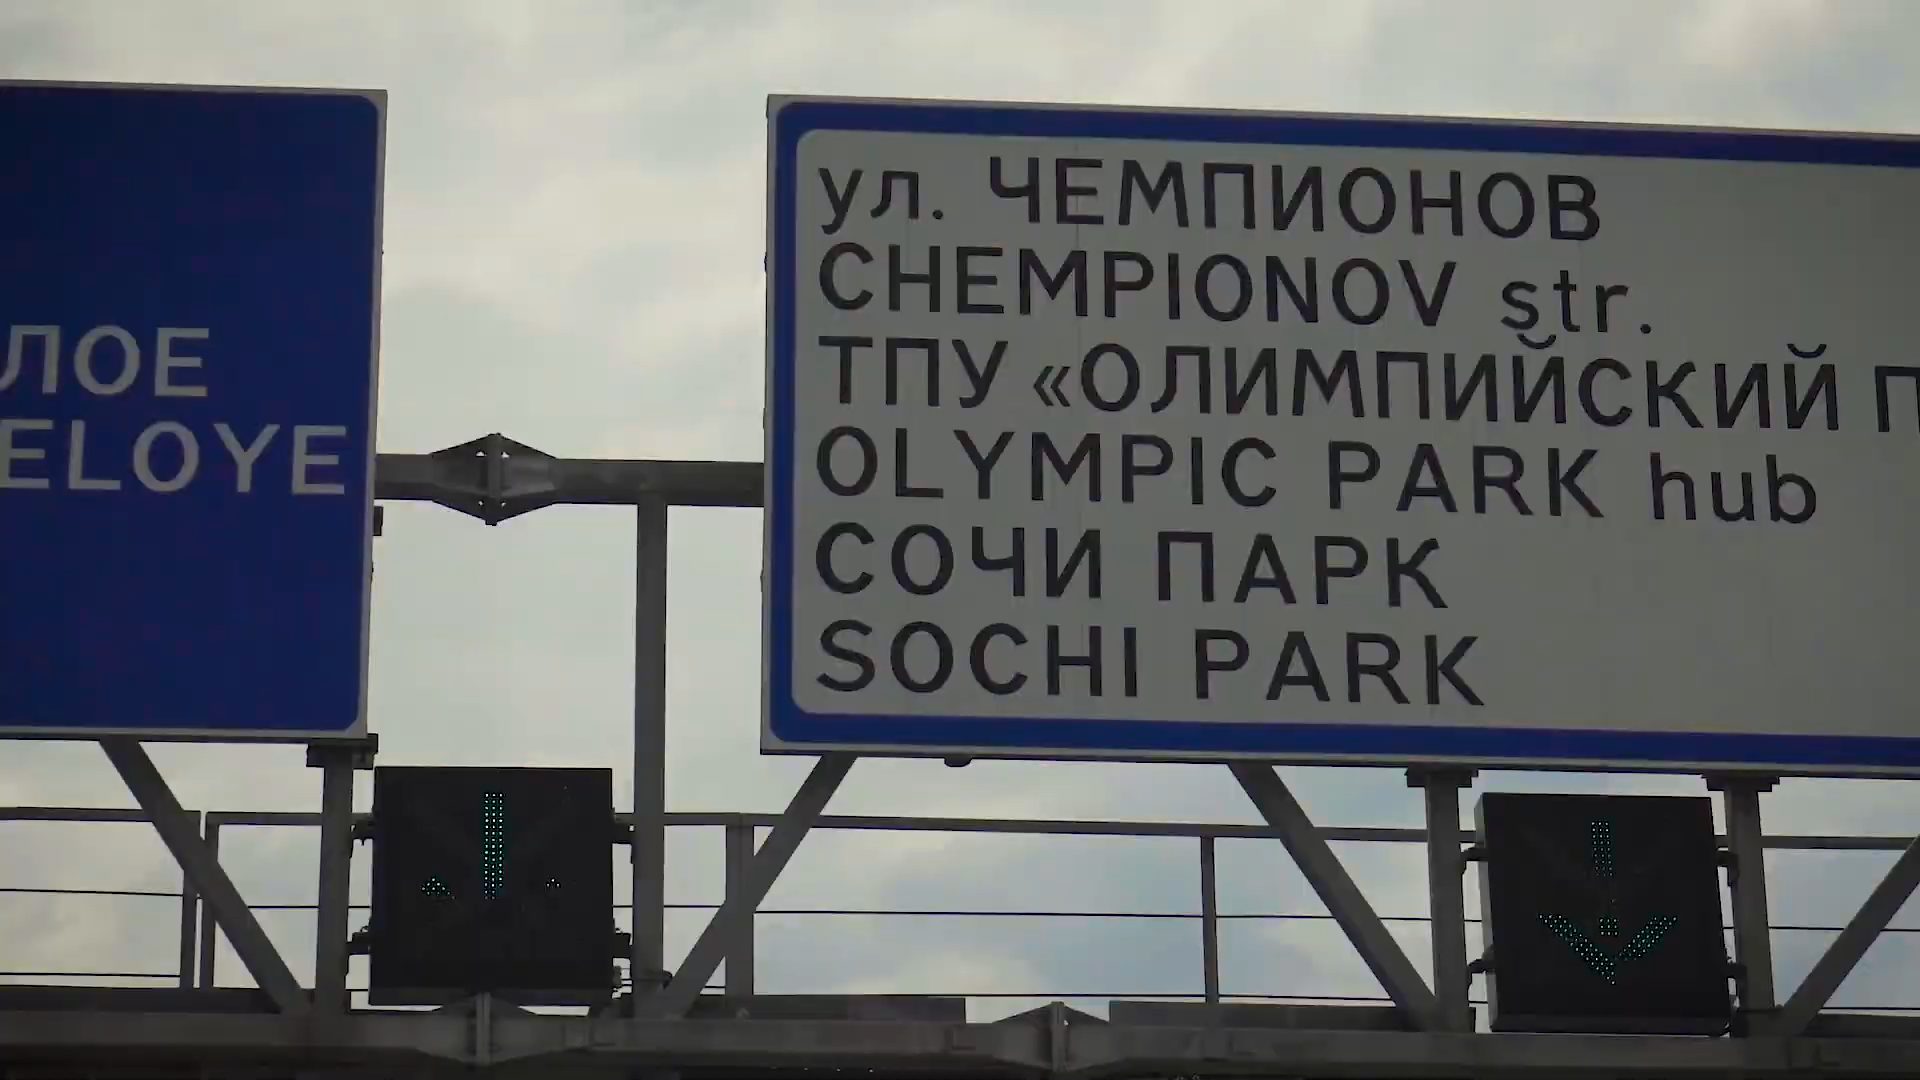 ЛОЕ
ELOYE
ул. ЧЕМПИОНОВ
CHEMPIONOV str.
ТПУ «ОЛИМПИЙСКИЙ П
OLYMPIC PARK hub
СОЧИ ПАРК
SOCHI PARK